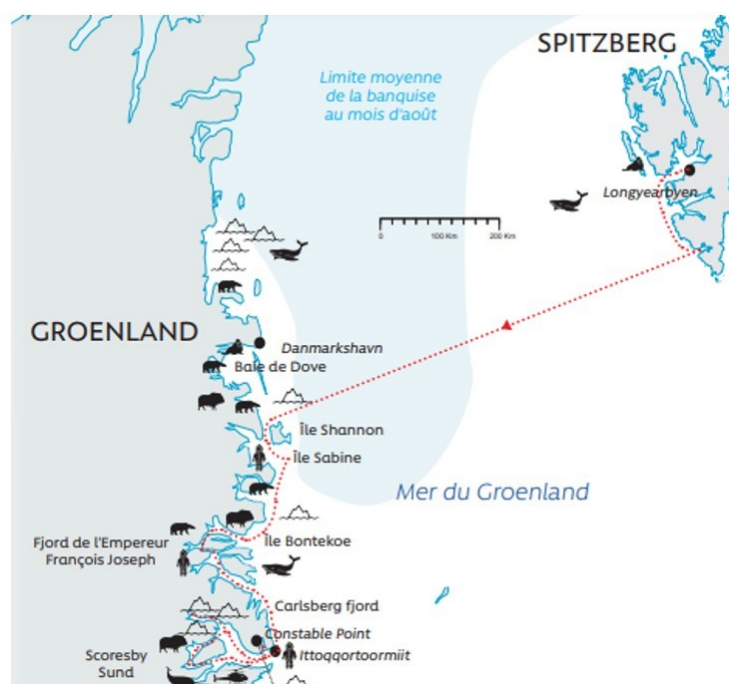 SPITZBERG
Limite moyenne
de la banquise
au mois d'août
Longyearbyen
0 100 Km 200 Km
GROENLAND
Danmarkshavn
Baie de Dove
Île Shannon
Île Sabine
Mer du Groenland
Île Bontekoe
Fjord de l'Empereur
François Joseph
Carlsberg fjord
Constable Point
Ittoqqortoormiit
Scoresby
Sund